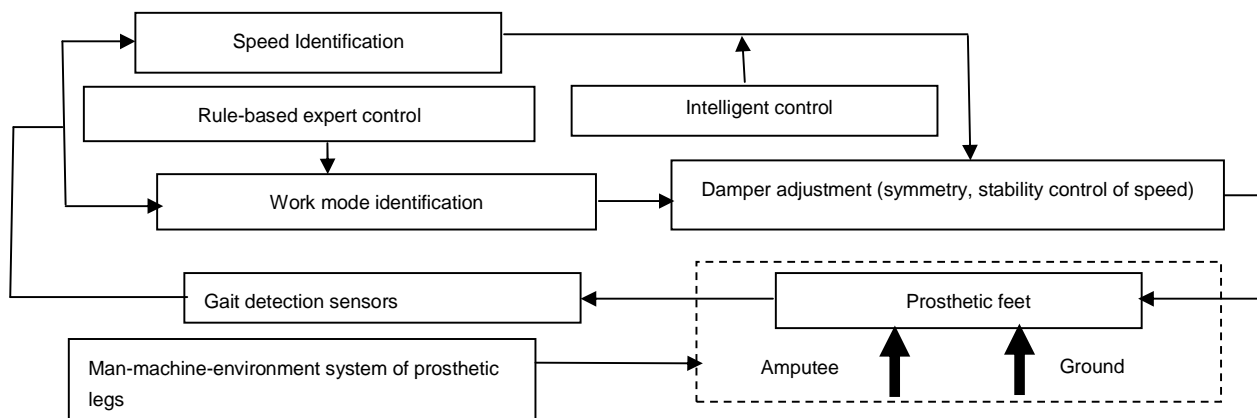 Speed Identification
Rule-based expert control
Intelligent control
Work mode identification
Damper adjustment (symmetry, stability control of speed)
Gait detection sensors
Prosthetic feet
Man-machine-environment system of prosthetic
legs
Amputee
Ground